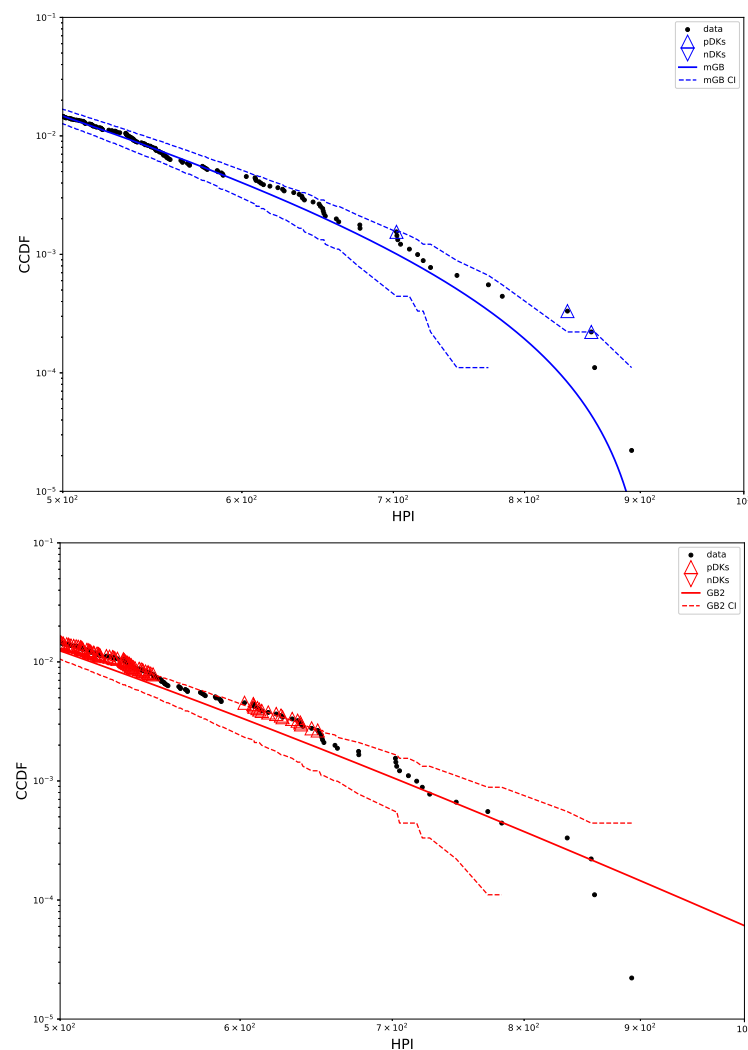 10⁻¹
data
pDKs
nDKs
mGB
mGB CI
10⁻²
CCDF
10⁻³
10⁻⁴
10⁻⁵
5 × 10²
6 × 10²
7 × 10²
8 × 10²
9 × 10²
10
HPI
10⁻¹
data
pDKs
nDKs
GB2
GB2 CI
10⁻²
CCDF
10⁻³
10⁻⁴
10⁻⁵
5 × 10²
6 × 10²
7 × 10²
8 × 10²
9 × 10²
10
HPI